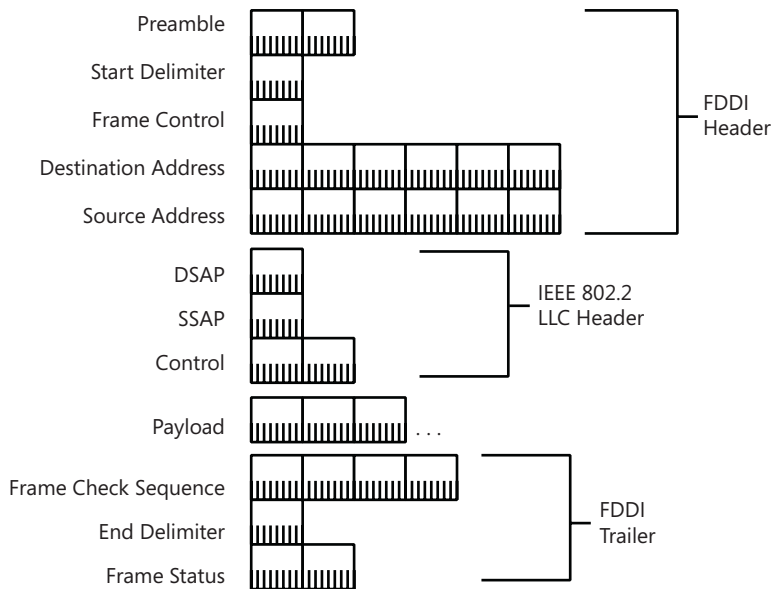 Preamble
Start Delimiter
Frame Control
Destination Address
Source Address
FDDI
Header
DSAP
SSAP
Control
IEEE 802.2
LLC Header
Payload
. . .
Frame Check Sequence
End Delimiter
Frame Status
FDDI
Trailer